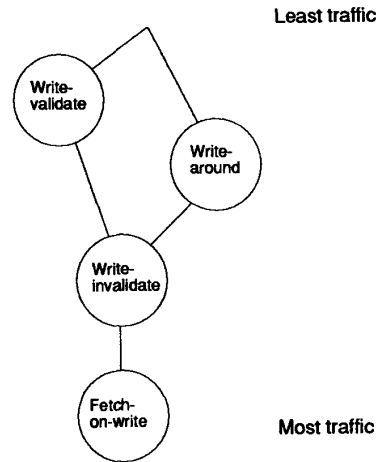 Least traffic
Write-
validate
Write-
around
Write-
invalidate
Fetch-
on-write
Most traffic